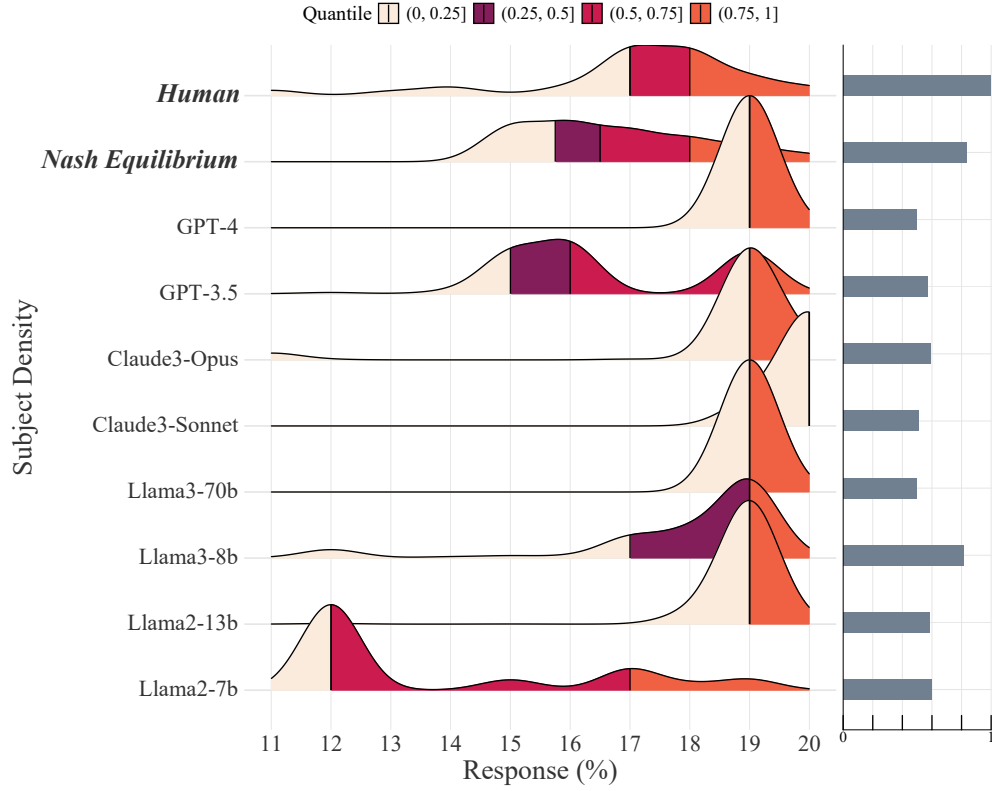 Quantile (0, 0.25] (0.25, 0.5] (0.5, 0.75] (0.75, 1]
Human
Nash Equilibrium
GPT-4
GPT-3.5
Claude3-Opus
Claude3-Sonnet
Llama3-70b
Llama3-8b
Llama2-13b
Llama2-7b
Subject Density
11 12 13 14 15 16 17 18 19 20
Response (%)
0 1